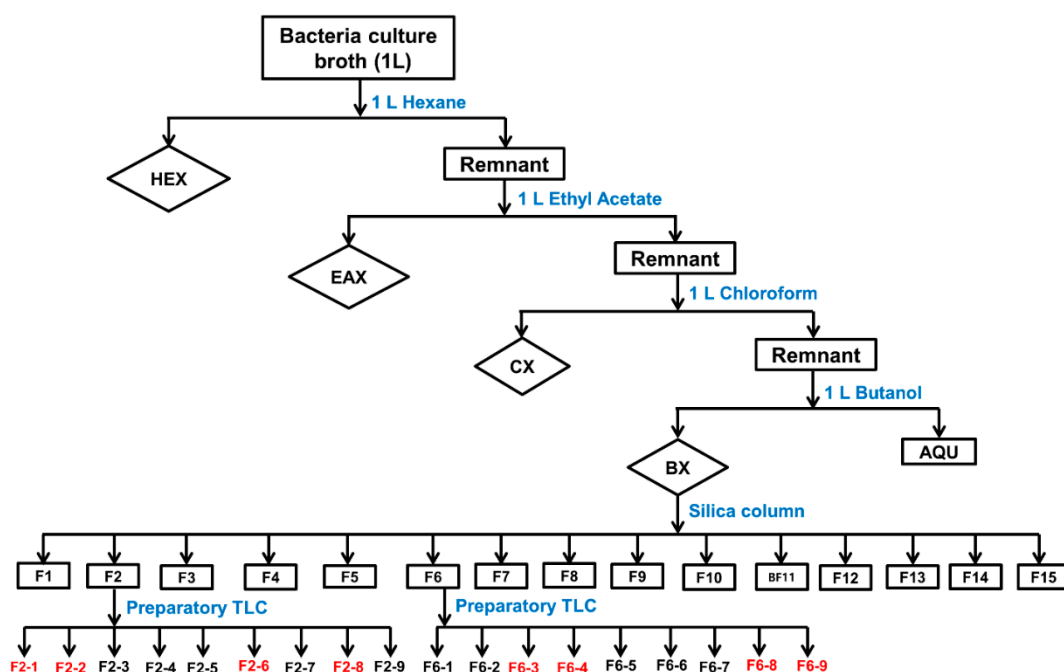 Bacteria culture
broth (1L)
1 L Hexane
HEX
Remnant
1 L Ethyl Acetate
EAX
Remnant
1 L Chloroform
CX
Remnant
1 L Butanol
BX
AQU
Silica column
F1 F2 F3 F4 F5 F6 F7 F8 F9 F10 BF11 F12 F13 F14 F15
Preparatory TLC Preparatory TLC
F2-1 F2-2 F2-3 F2-4 F2-5 F2-6 F2-7 F2-8 F2-9 F6-1 F6-2 F6-3 F6-4 F6-5 F6-6 F6-7 F6-8 F6-9